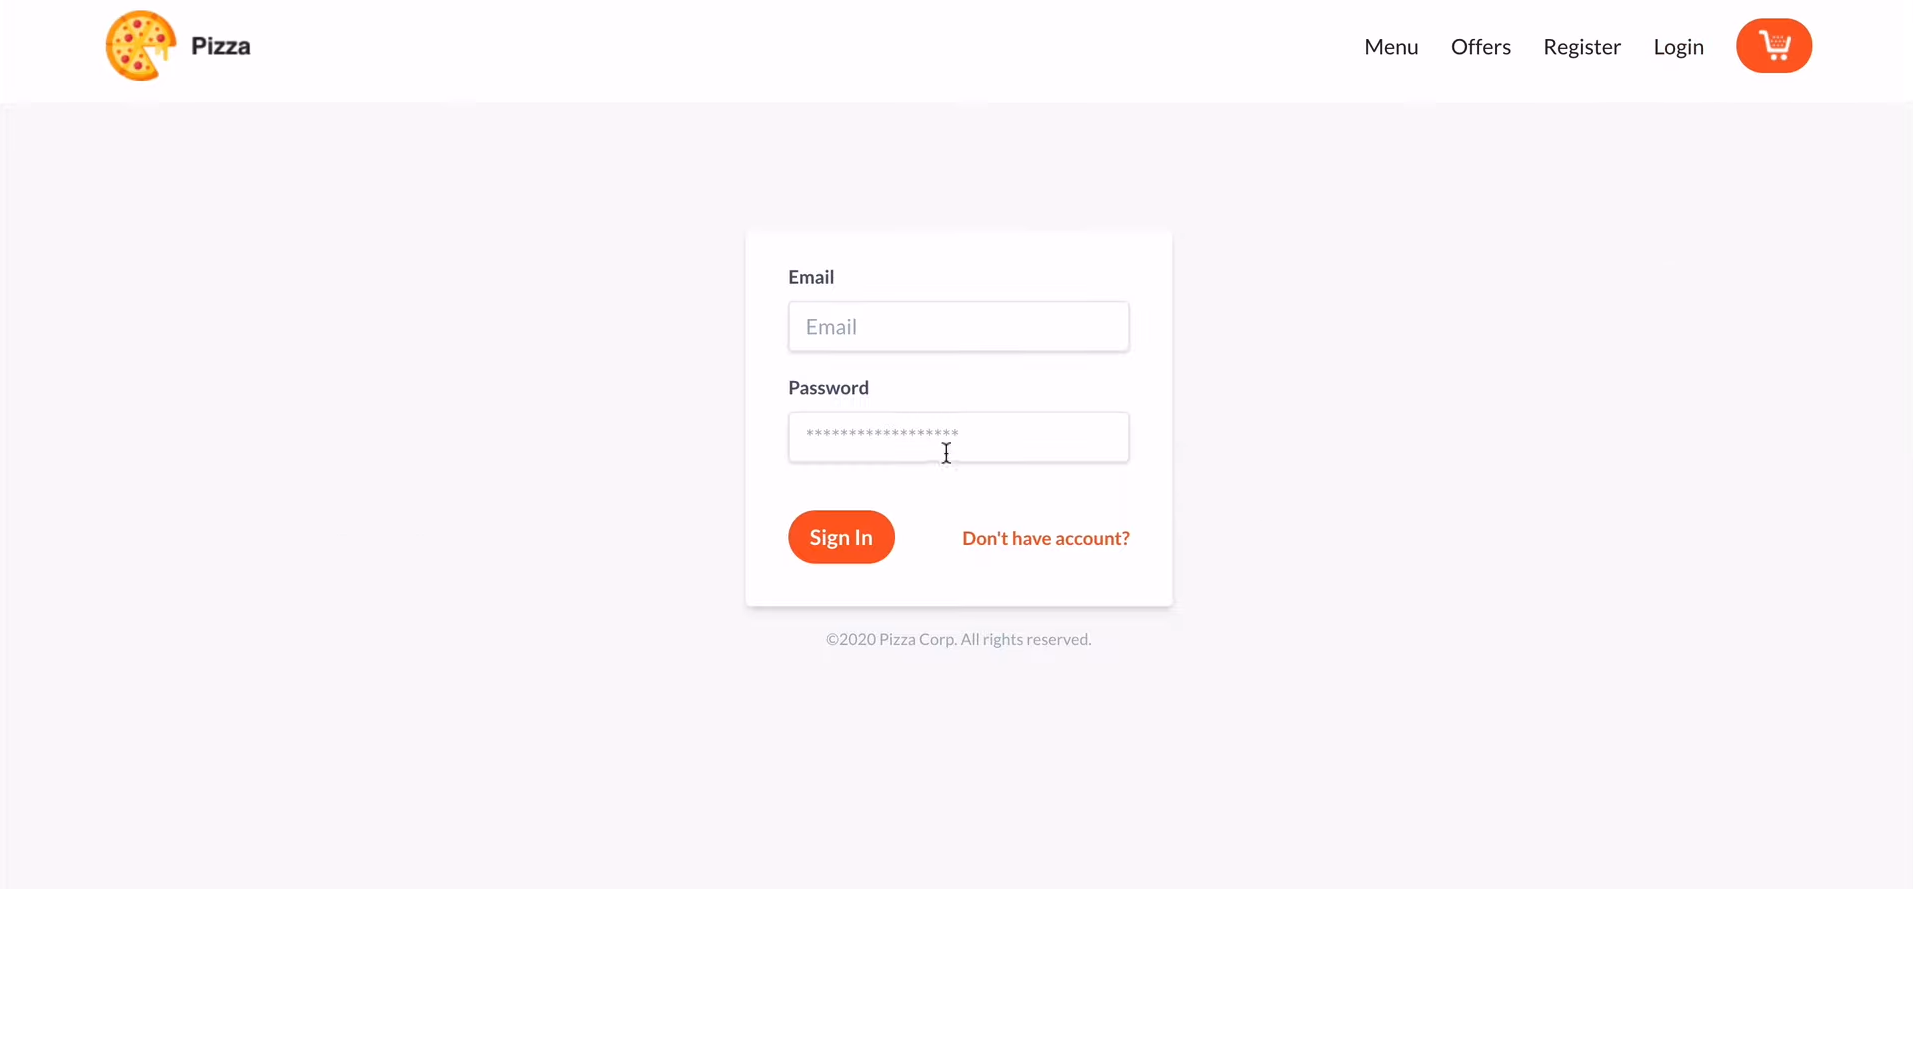 Pizza
Menu Offers Register Login
Email
Email
Password
******************
Sign In Don't have account?
©2020 Pizza Corp. All rights reserved.